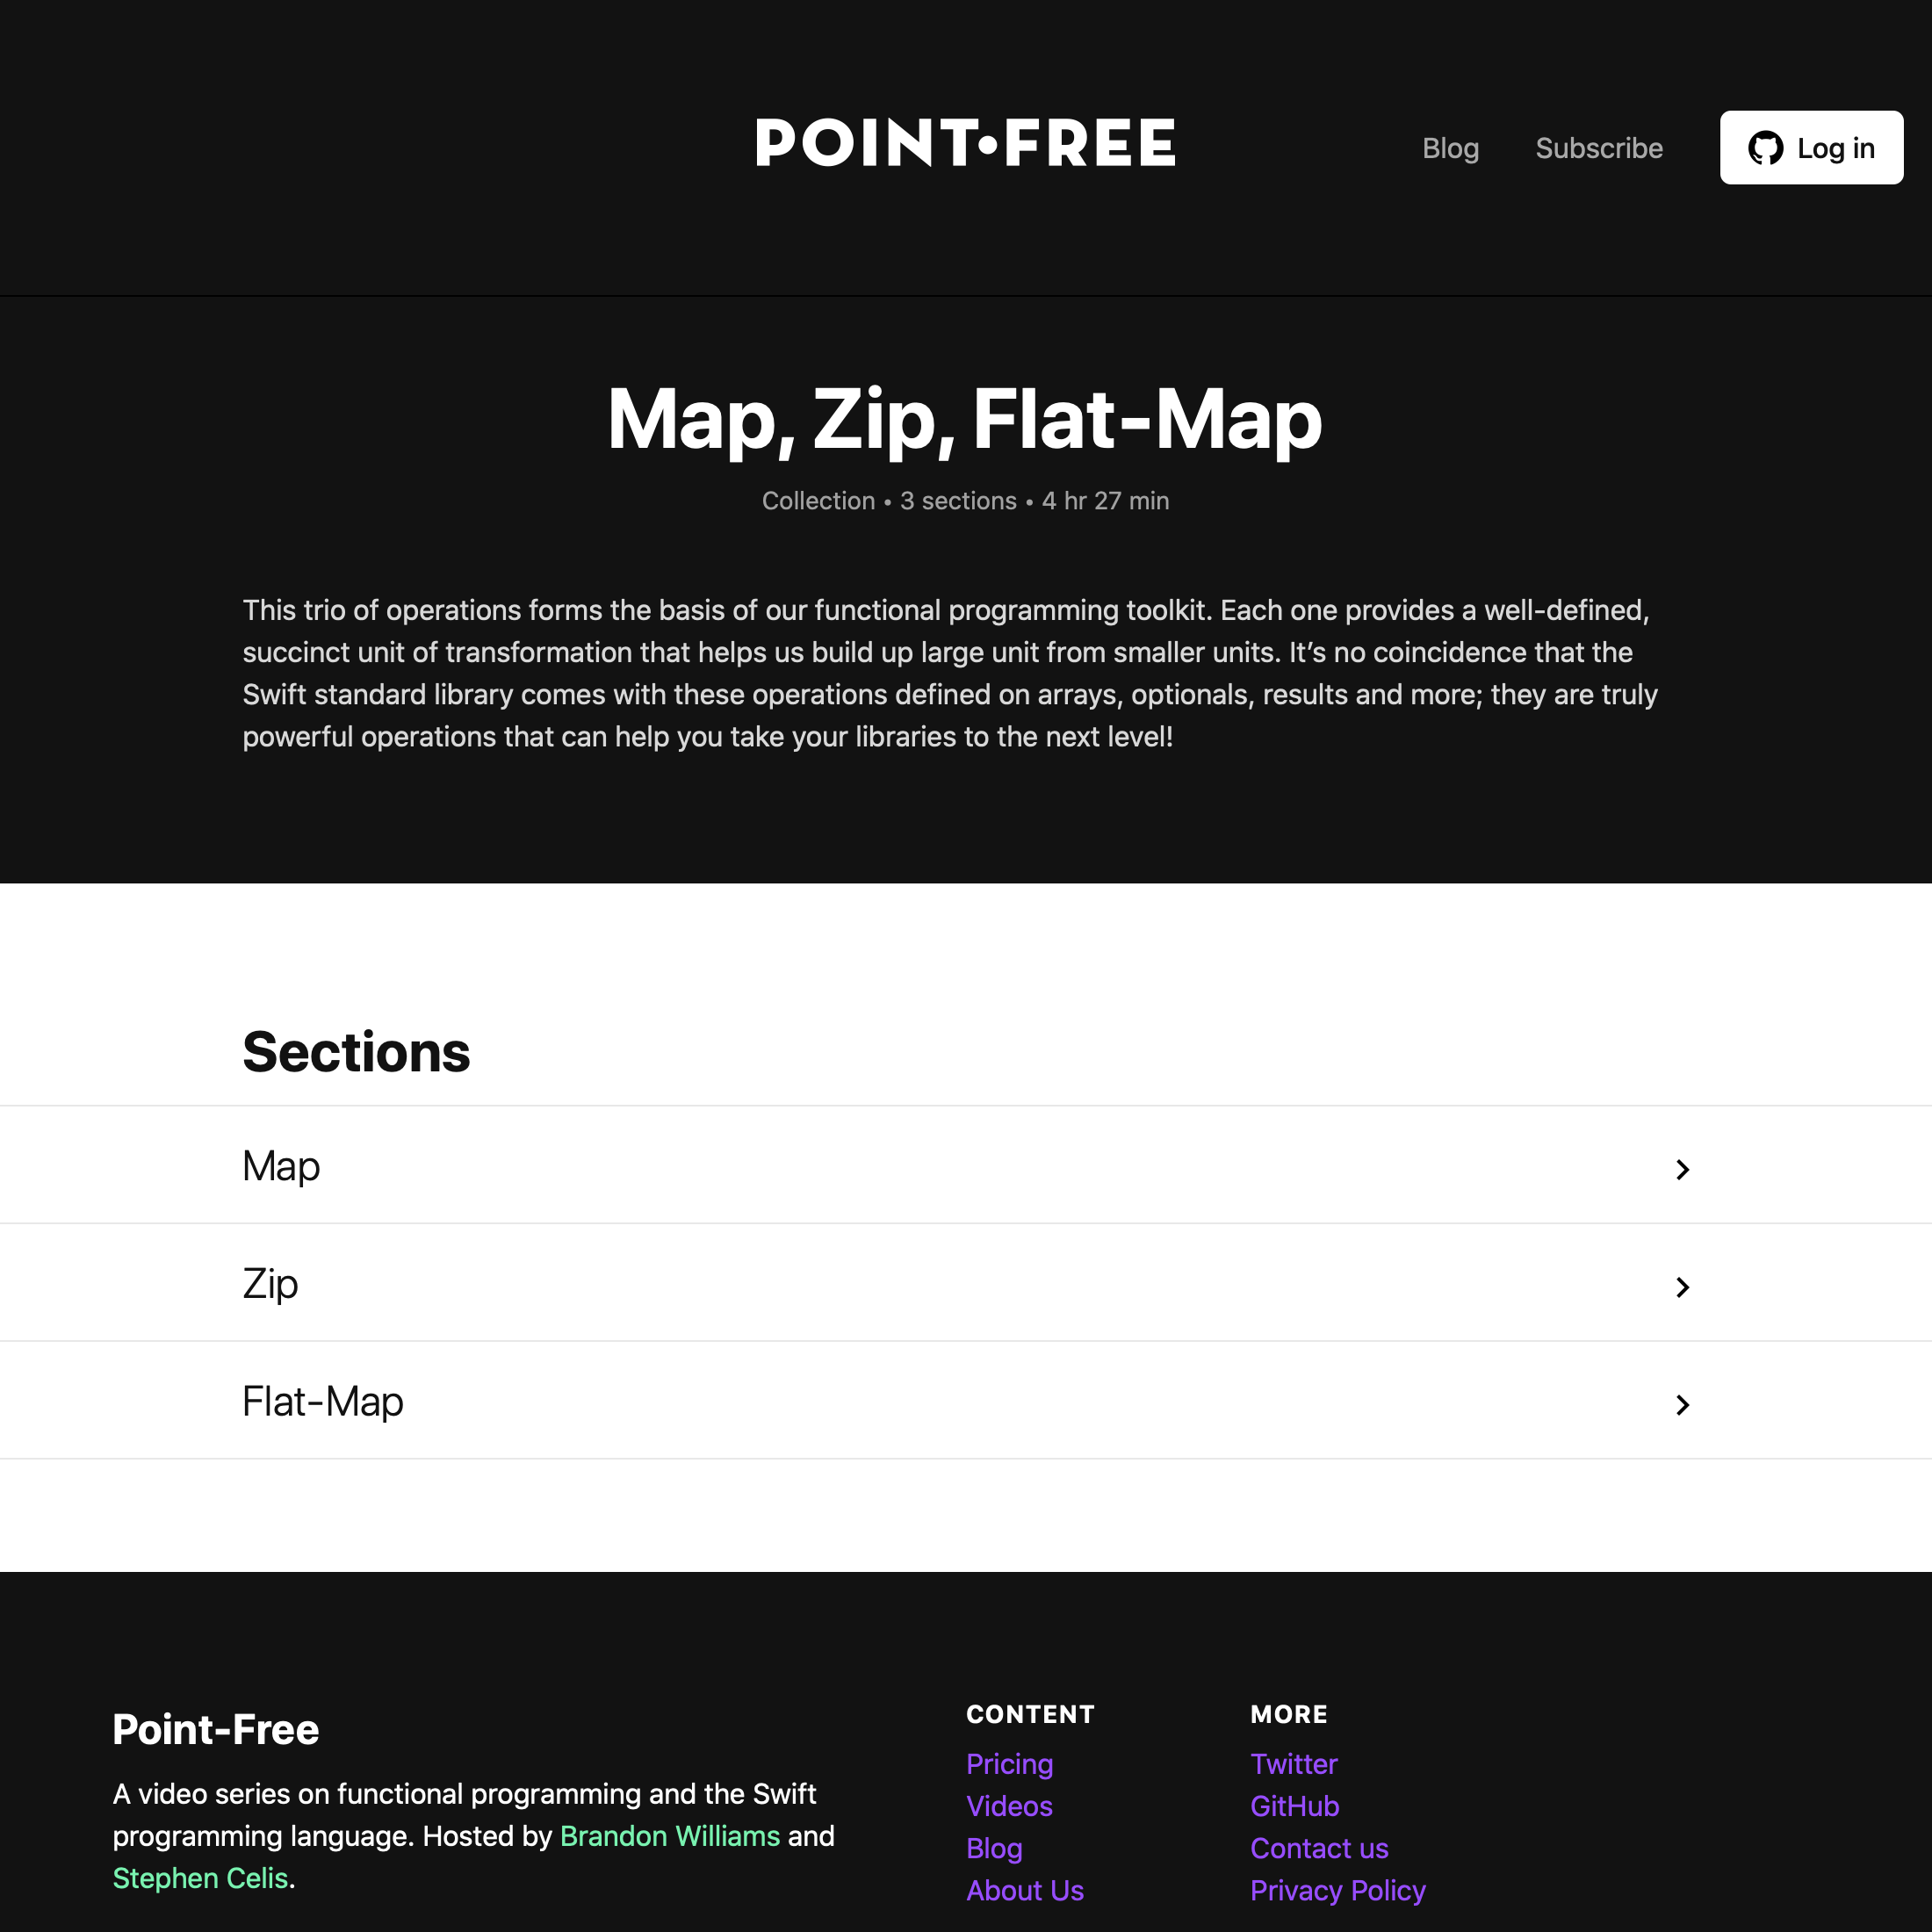 POINT•FREE
Blog
Subscribe
Log in
Map, Zip, Flat-Map
Collection • 3 sections • 4 hr 27 min
This trio of operations forms the basis of our functional programming toolkit. Each one provides a well-defined,
succinct unit of transformation that helps us build up large unit from smaller units. It’s no coincidence that the
Swift standard library comes with these operations defined on arrays, optionals, results and more; they are truly
powerful operations that can help you take your libraries to the next level!
Sections
Map
Zip
Flat-Map
Point-Free
A video series on functional programming and the Swift
programming language. Hosted by Brandon Williams and
Stephen Celis.
CONTENT
Pricing
Videos
Blog
About Us
MORE
Twitter
GitHub
Contact us
Privacy Policy